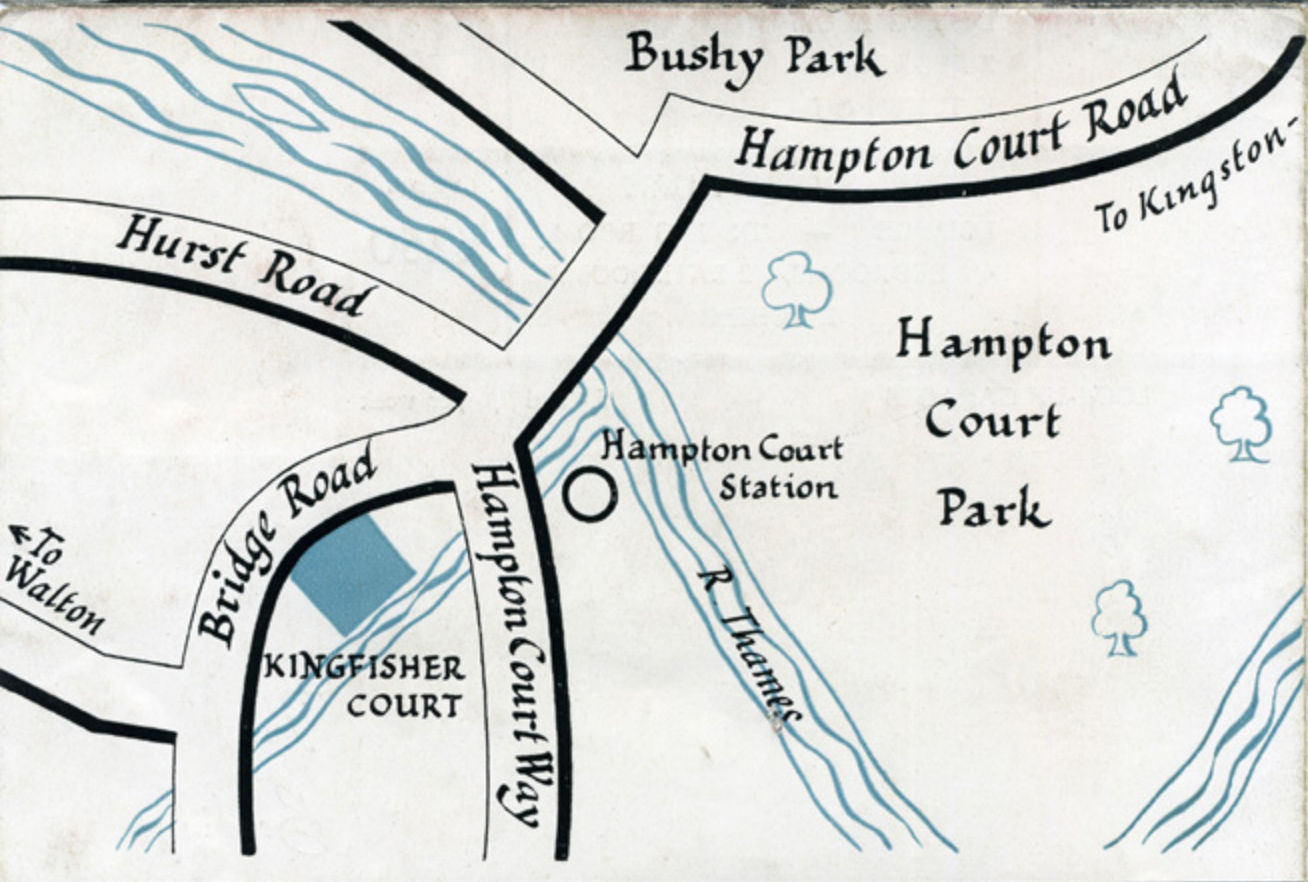 Bushy Park
Hampton Court Road
To Kingston-
Hurst Road
Hampton
Court
Park
Hampton Court
Station
Bridge Road
Hampton Court Way
To
Walton
R. Thames
KINGFISHER
COURT